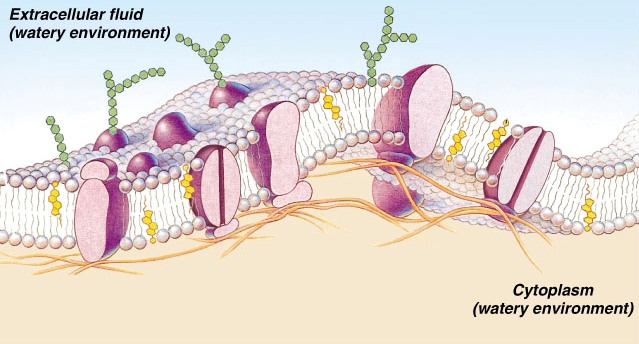 Extracellular fluid
(watery environment)
Cytoplasm
(watery environment)